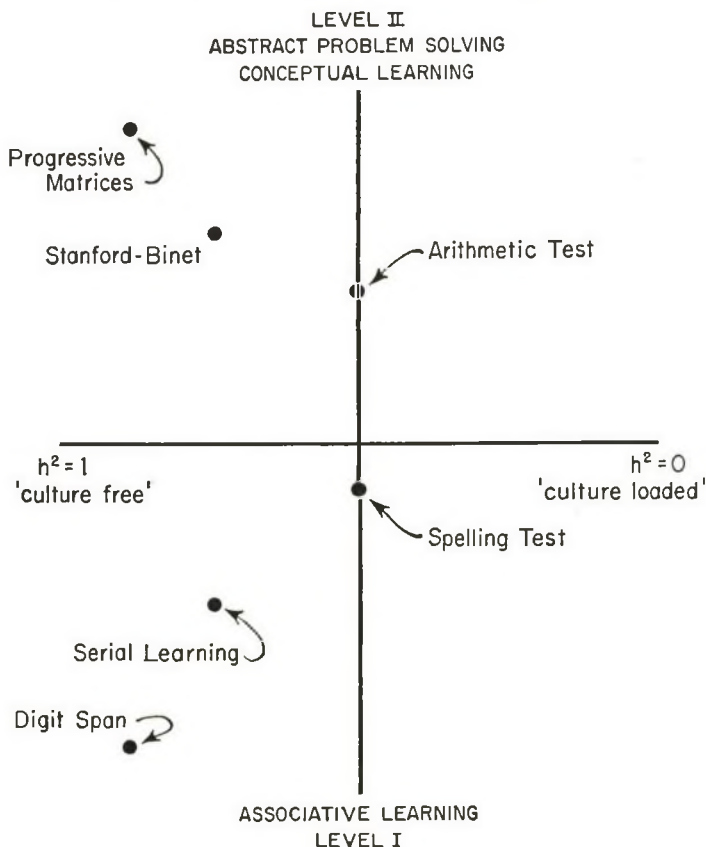 LEVEL II
ABSTRACT PROBLEM SOLVING
CONCEPTUAL LEARNING
Progressive
Matrices
Stanford-Binet
Arithmetic Test
h² = 1
'culture free'
h² = 0
'culture loaded'
Spelling Test
Serial Learning
Digit Span
ASSOCIATIVE LEARNING
LEVEL I